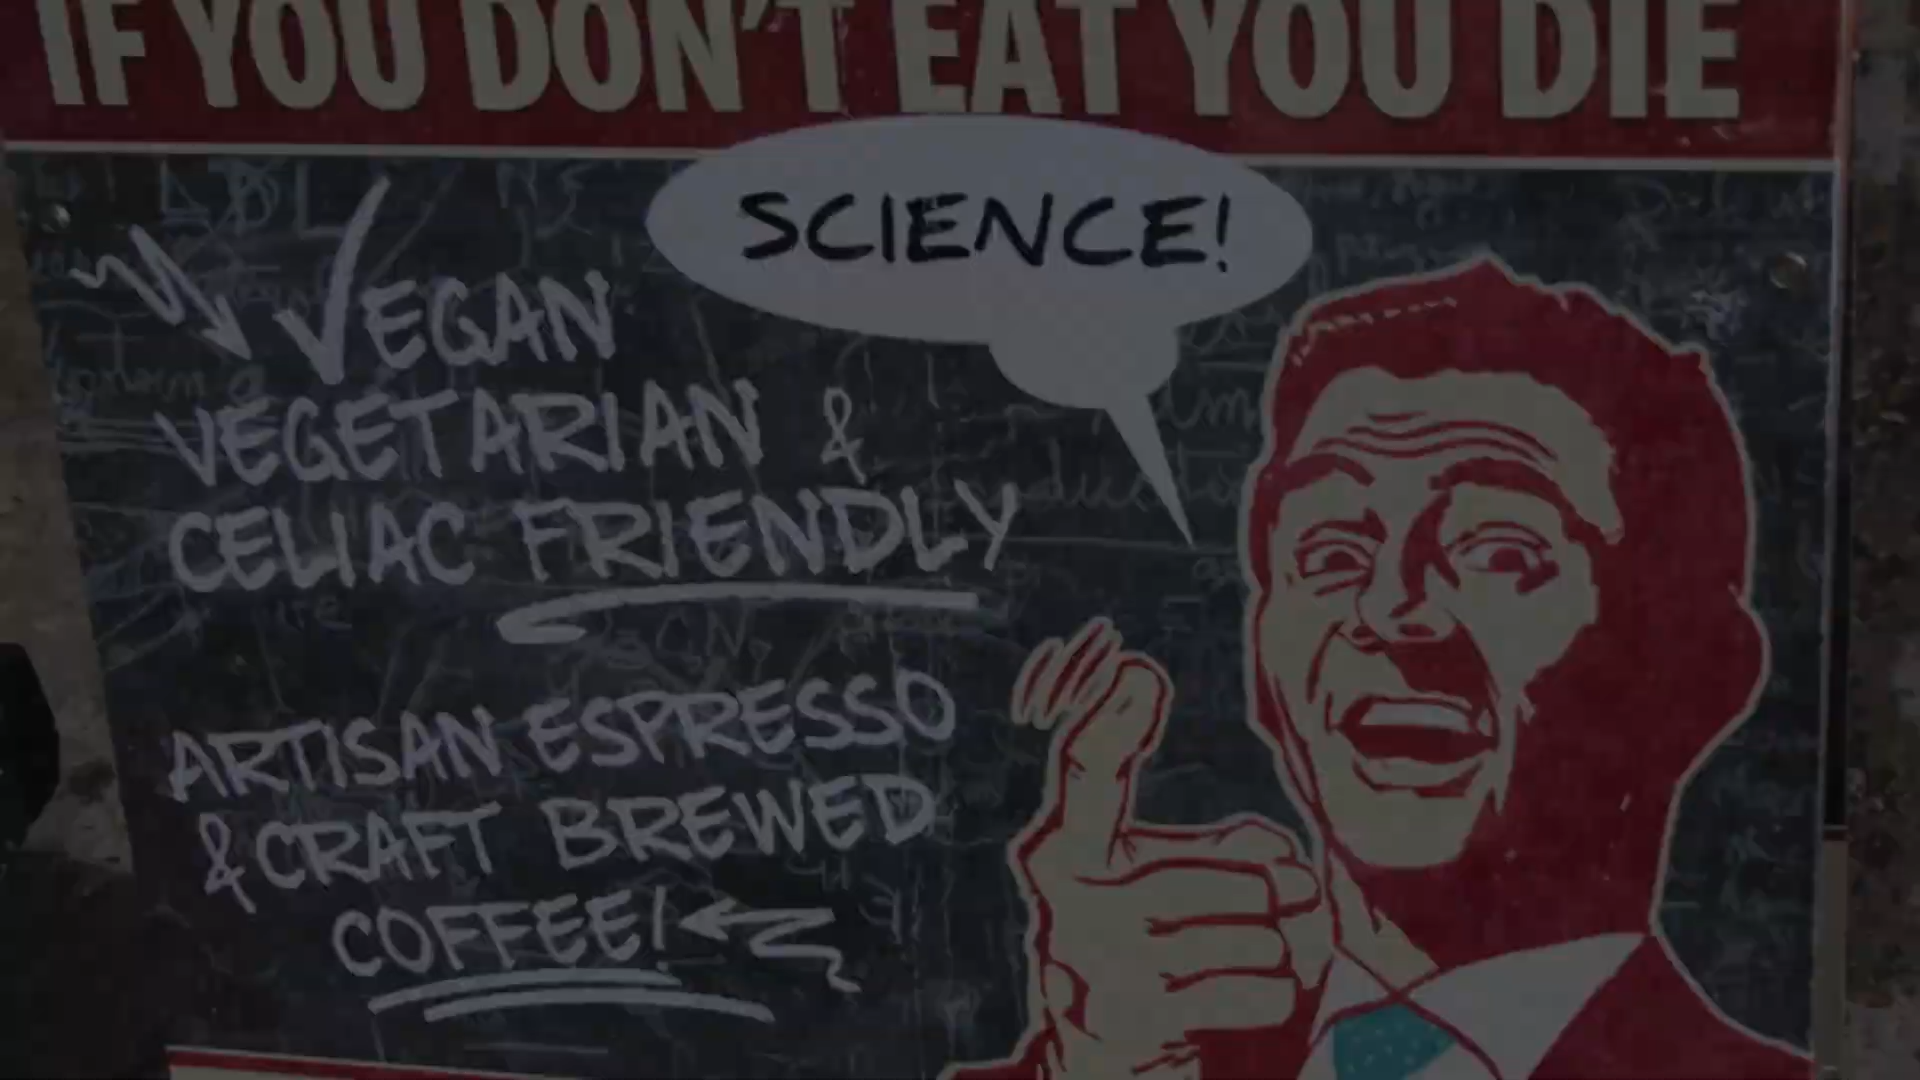 IF YOU DON'T EAT YOU DIE
SCIENCE!
VEGAN
VEGETARIAN &
CELIAC FRIENDLY
ARTISAN ESPRESSO
& CRAFT BREWED
COFFEE!